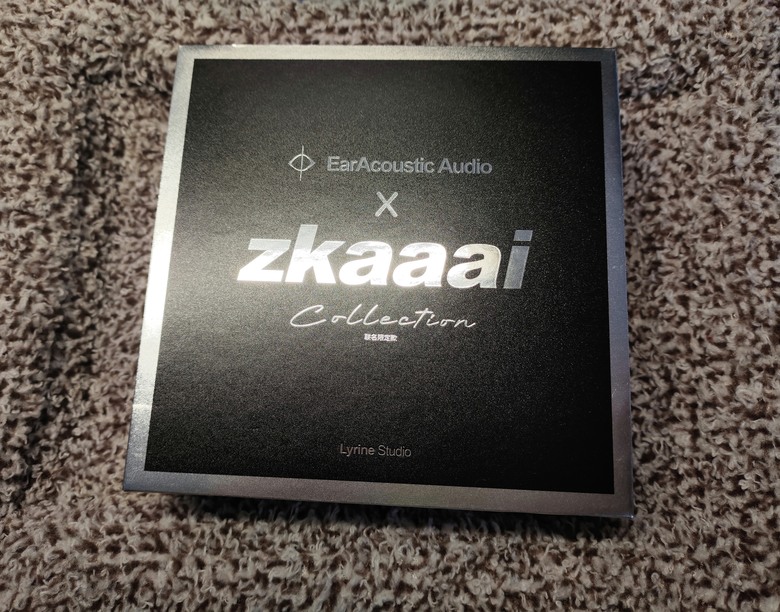 EarAcoustic Audio
X
zkaaai
Collection
联名限定款
Lyrine Studio